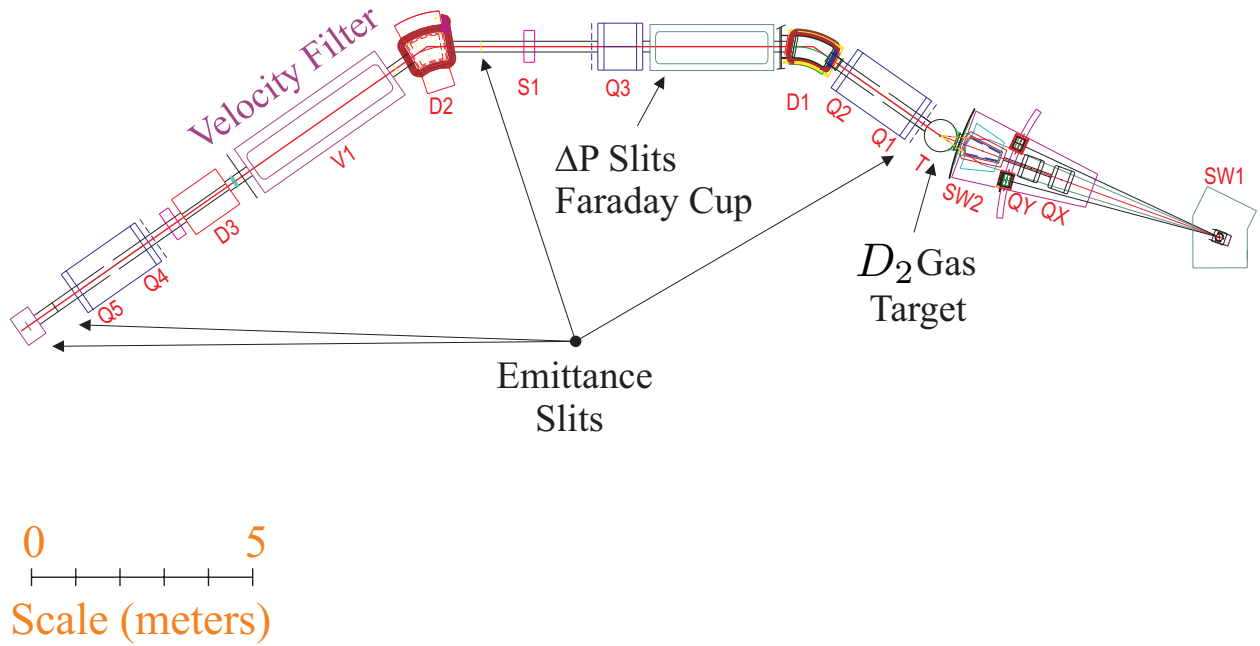 Velocity Filter
D2
S1
Q3
D1
Q2
Q1
T
SW2
QY
QX
SW1
V1
D3
Q4
Q5
ΔP Slits
Faraday Cup
D₂ Gas
Target
Emittance
Slits
0 5
Scale (meters)